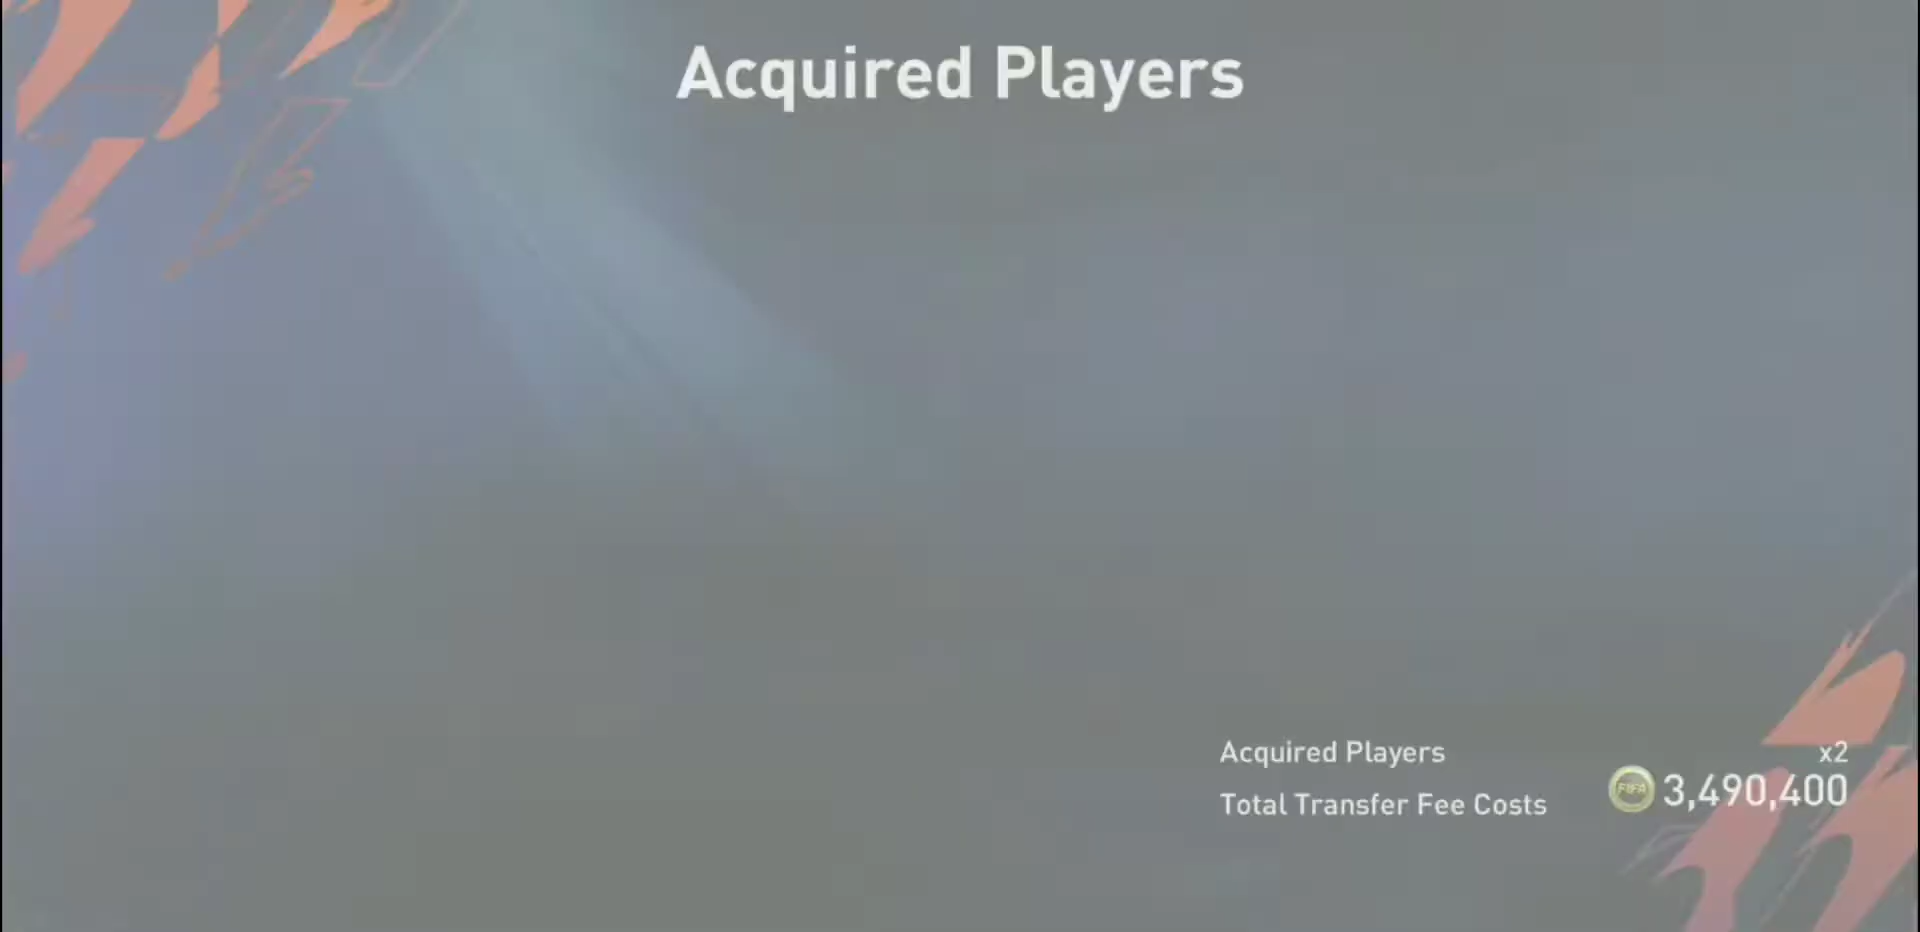 Acquired Players
Acquired Players x2
Total Transfer Fee Costs FIFA 3,490,400